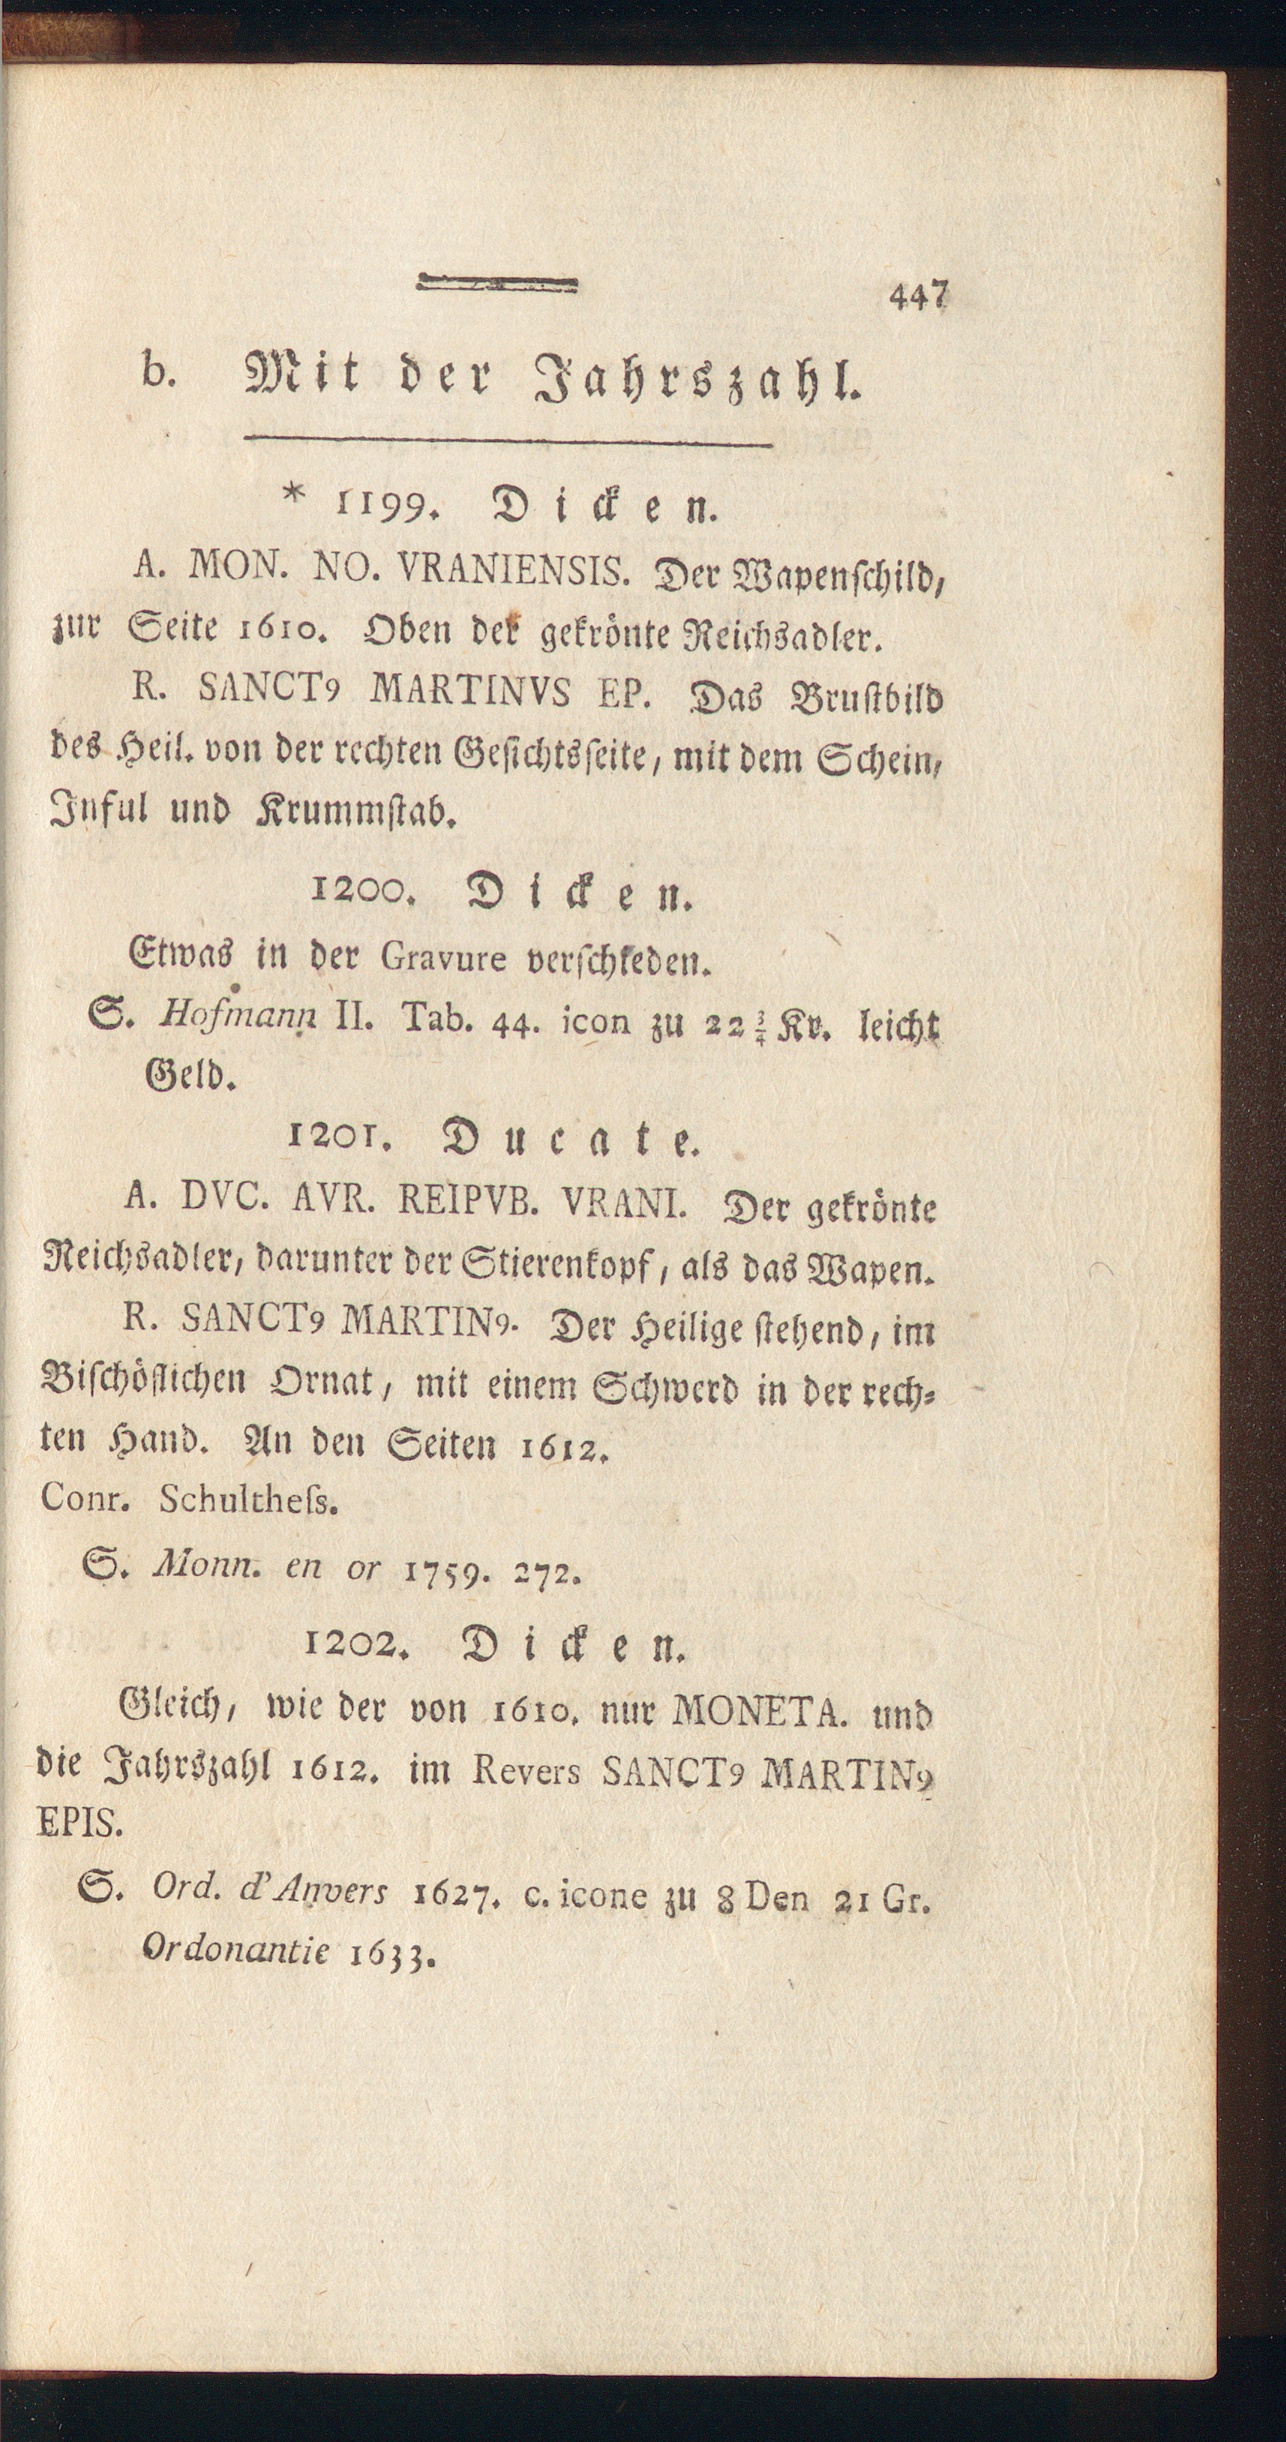 447
b. Mit der Jahrszahl.
* 1199. Dicken.
A. MON. NO. VRANIENSIS. Der Wapenschild,
zur Seite 1610. Oben der gekrönte Reichsadler.
R. SANCT9 MARTINVS EP. Das Brustbild
des Heil. von der rechten Gesichtsseite, mit dem Schein,
Inful und Krummstab.
1200. Dicken.
Etwas in der Gravure verschieden.
S. Hofmann II. Tab. 44. icon zu 22 3/4 Kr. leicht
Geld.
1201. Ducate.
A. DVC. AVR. REIPVB. VRANI. Der gekrönte
Reichsadler, darunter der Stierenkopf, als das Wapen.
R. SANCT9 MARTIN9. Der Heilige stehend, im
Bischöflichen Ornat, mit einem Schwerd in der rech-
ten Hand. An den Seiten 1612.
Conr. Schulthess.
S. Monn. en or 1759. 272.
1202. Dicken.
Gleich, wie der von 1610. nur MONETA. und
die Jahrszahl 1612. im Revers SANCT9 MARTIN9
EPIS.
S. Ord. d'Anvers 1627. c. icone zu 8 Den 21 Gr.
Ordonantie 1633.